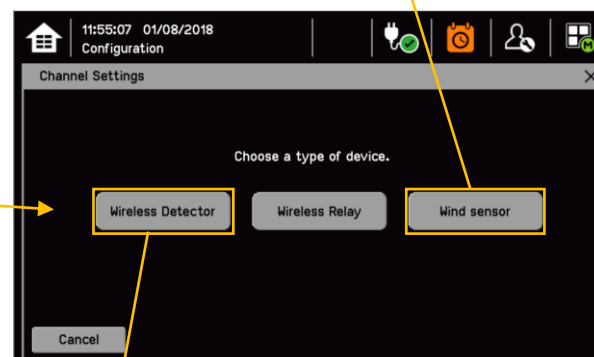 11:55:07 01/08/2018
Configuration
Channel Settings
Choose a type of device.
Wireless Detector
Wireless Relay
Wind sensor
Cancel